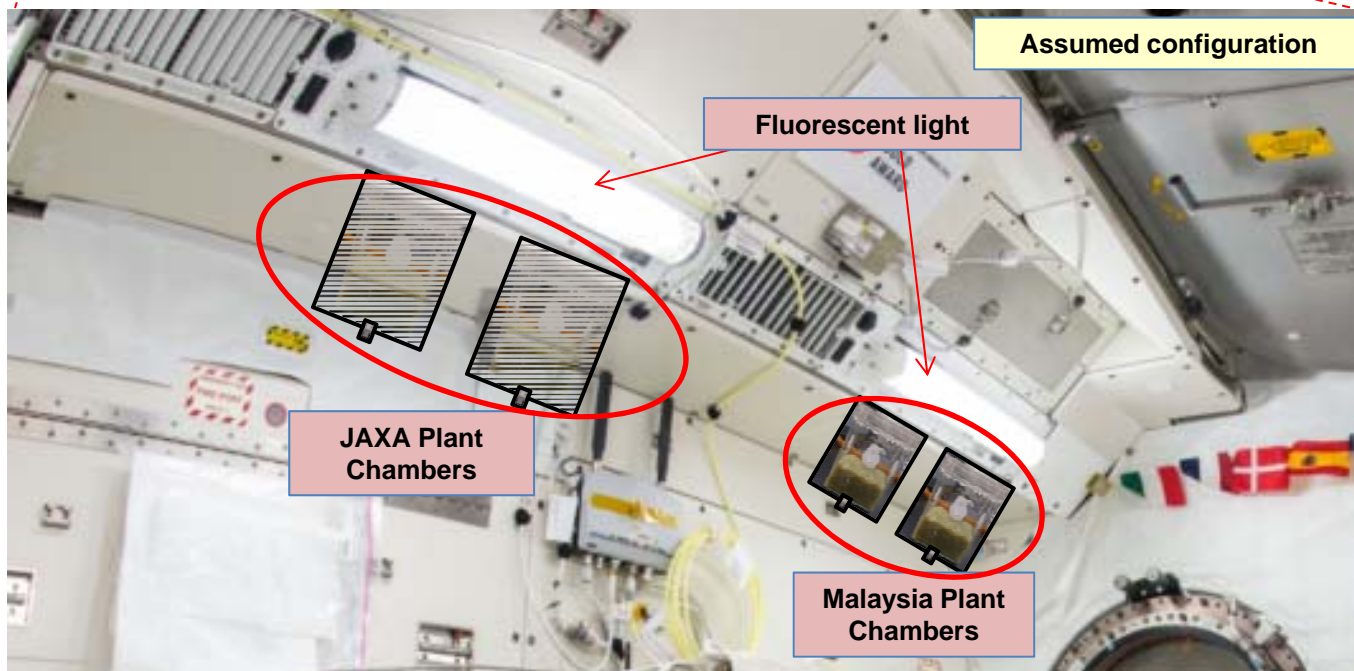 Assumed configuration
Fluorescent light
JAXA Plant
Chambers
Malaysia Plant
Chambers